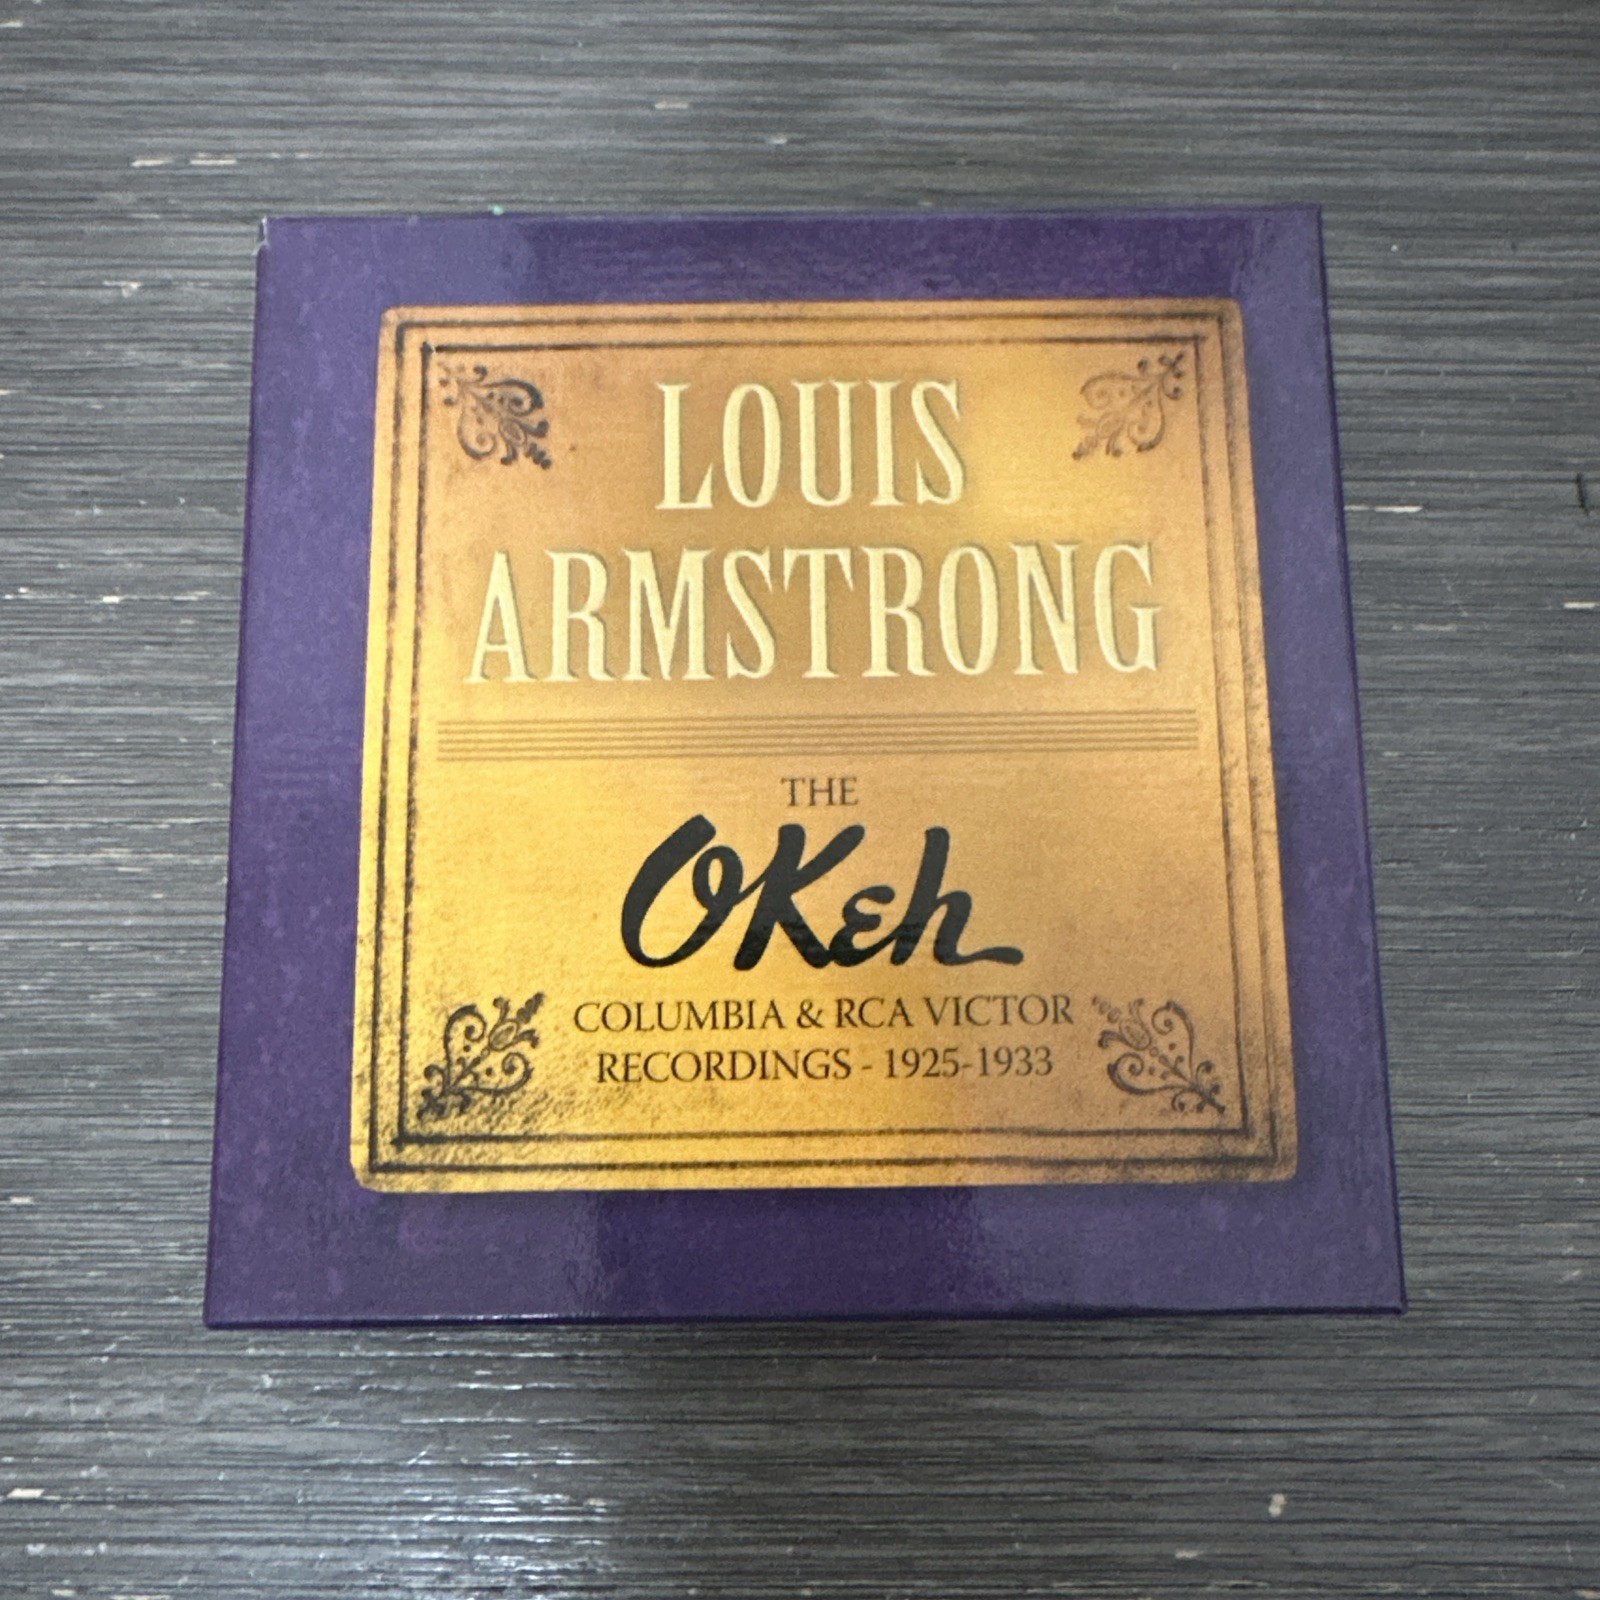 LOUIS
ARMSTRONG
THE
OKeh
COLUMBIA & RCA VICTOR
RECORDINGS - 1925-1933